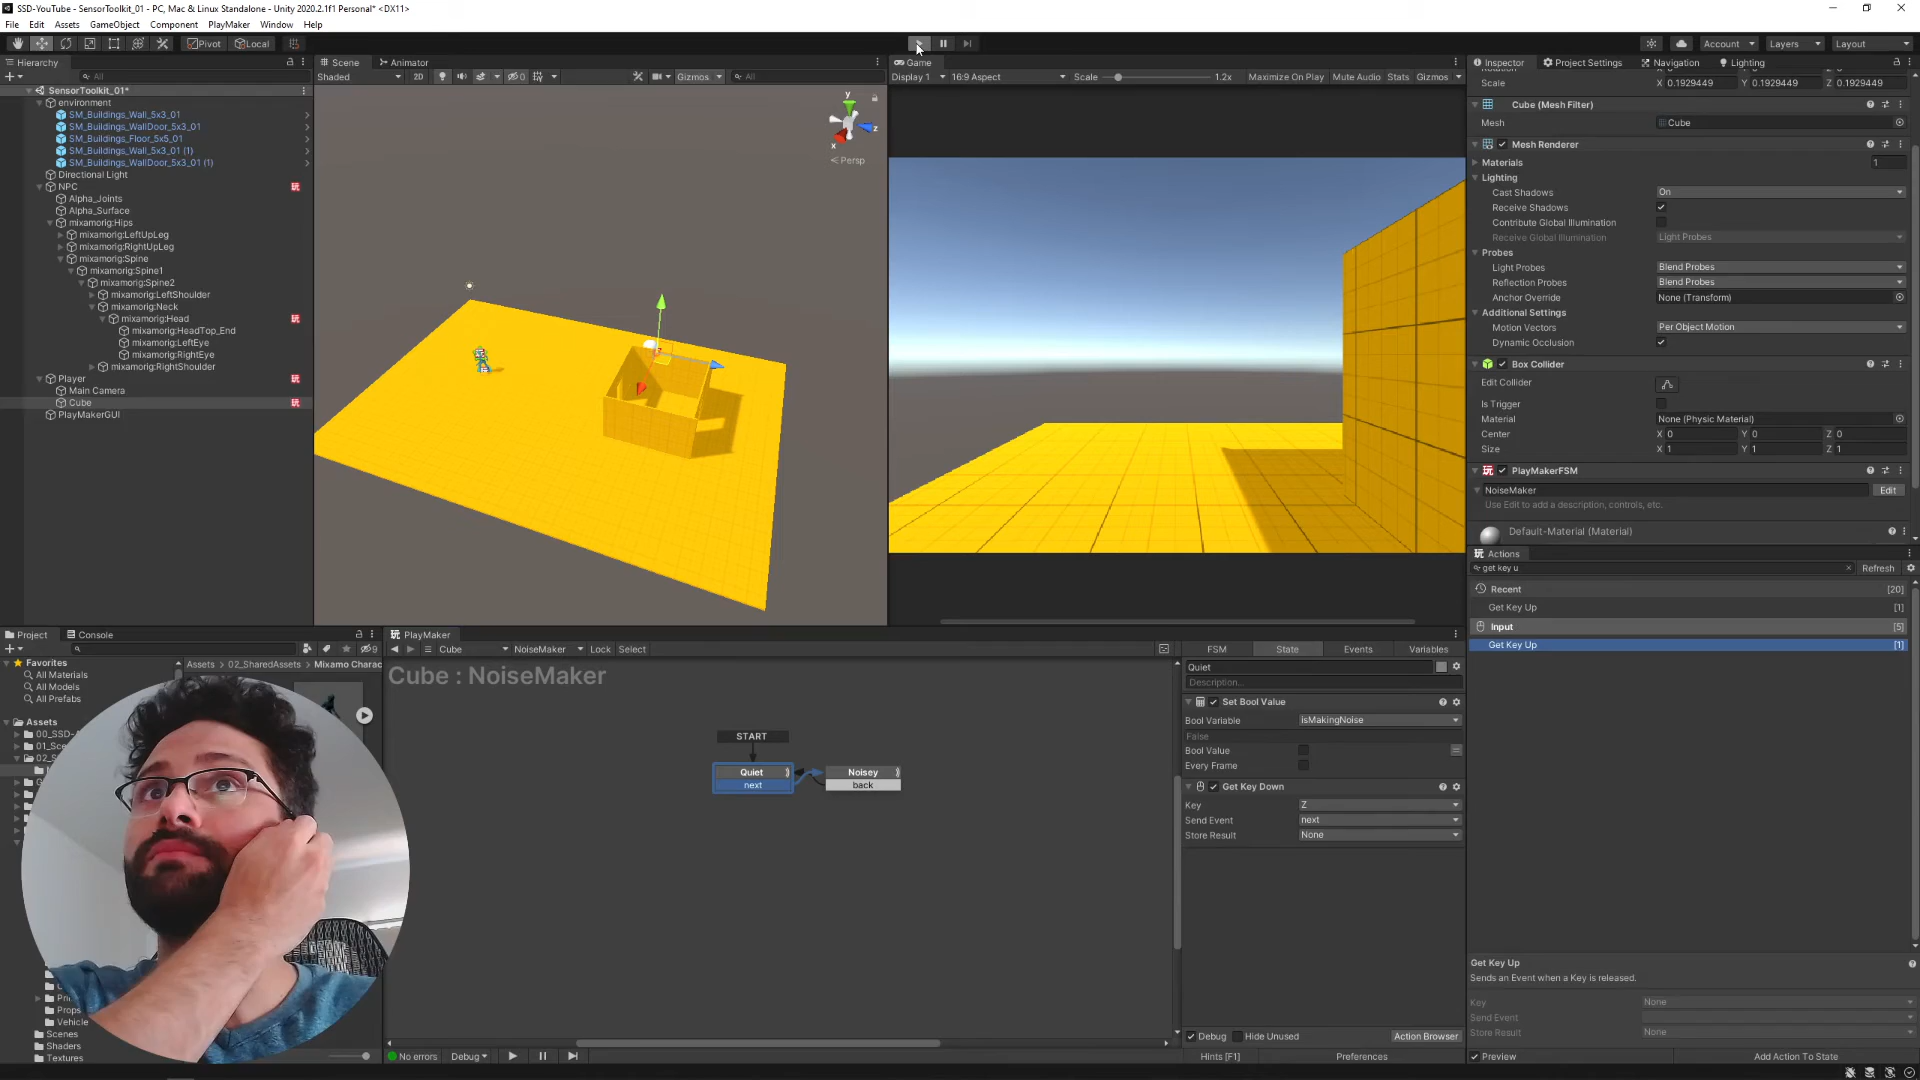 SSD-YouTube - SensorToolkit_01 - PC, Mac & Linux Standalone - Unity 2020.2.1f1 Personal* <DX11>
File Edit Assets GameObject Component PlayMaker Window Help
Pivot Local
Account Layers Layout
Hierarchy
All
SensorToolkit_01*
environment
SM_Buildings_Wall_5x3_01
SM_Buildings_WallDoor_5x3_01
SM_Buildings_Floor_5x5_01
SM_Buildings_Wall_5x3_01 (1)
SM_Buildings_WallDoor_5x3_01 (1)
Directional Light
NPC
Alpha_Joints
Alpha_Surface
mixamorig:Hips
mixamorig:LeftUpLeg
mixamorig:RightUpLeg
mixamorig:Spine
mixamorig:Spine1
mixamorig:Spine2
mixamorig:LeftShoulder
mixamorig:Neck
mixamorig:Head
mixamorig:HeadTop_End
mixamorig:LeftEye
mixamorig:RightEye
mixamorig:RightShoulder
Player
Main Camera
Cube
PlayMakerGUI
Scene Animator
Shaded 2D 0 Gizmos All
y
z
x
Persp
Game
Display 1 16:9 Aspect Scale 1.2x Maximize On Play Mute Audio Stats Gizmos
Inspector Project Settings Navigation Lighting
Scale X 0.1929449 Y 0.1929449 Z 0.1929449
Cube (Mesh Filter)
Mesh Cube
Mesh Renderer
Materials 1
Lighting
Cast Shadows On
Receive Shadows
Contribute Global Illumination
Receive Global Illumination Light Probes
Probes
Light Probes Blend Probes
Reflection Probes Blend Probes
Anchor Override None (Transform)
Additional Settings
Motion Vectors Per Object Motion
Dynamic Occlusion
Box Collider
Edit Collider
Is Trigger
Material None (Physic Material)
Center X 0 Y 0 Z 0
Size X 1 Y 1 Z 1
PlayMakerFSM
NoiseMaker Edit
Use Edit to add a description, controls, etc.
Default-Material (Material)
Actions
get key u Refresh
Recent [20]
Get Key Up [1]
Input [5]
Get Key Up [1]
Get Key Up
Sends an Event when a Key is released.
Key None
Send Event
Store Result None
Preview Add Action To State
Project Console
9
Favorites
All Materials
All Models
All Prefabs
Assets
00_SSD-
01_Sce
02_S
Pri
Props
Vehicle
Scenes
Shaders
Textures
Assets 02_SharedAssets Mixamo Charac
PlayMaker
Cube NoiseMaker Lock Select
Cube : NoiseMaker
START
Quiet
next
Noisey
back
FSM State Events Variables
Quiet
Description...
Set Bool Value
Bool Variable isMakingNoise
False
Bool Value
Every Frame
Get Key Down
Key Z
Send Event next
Store Result None
Debug Hide Unused Action Browser
Hints [F1] Preferences
No errors Debug